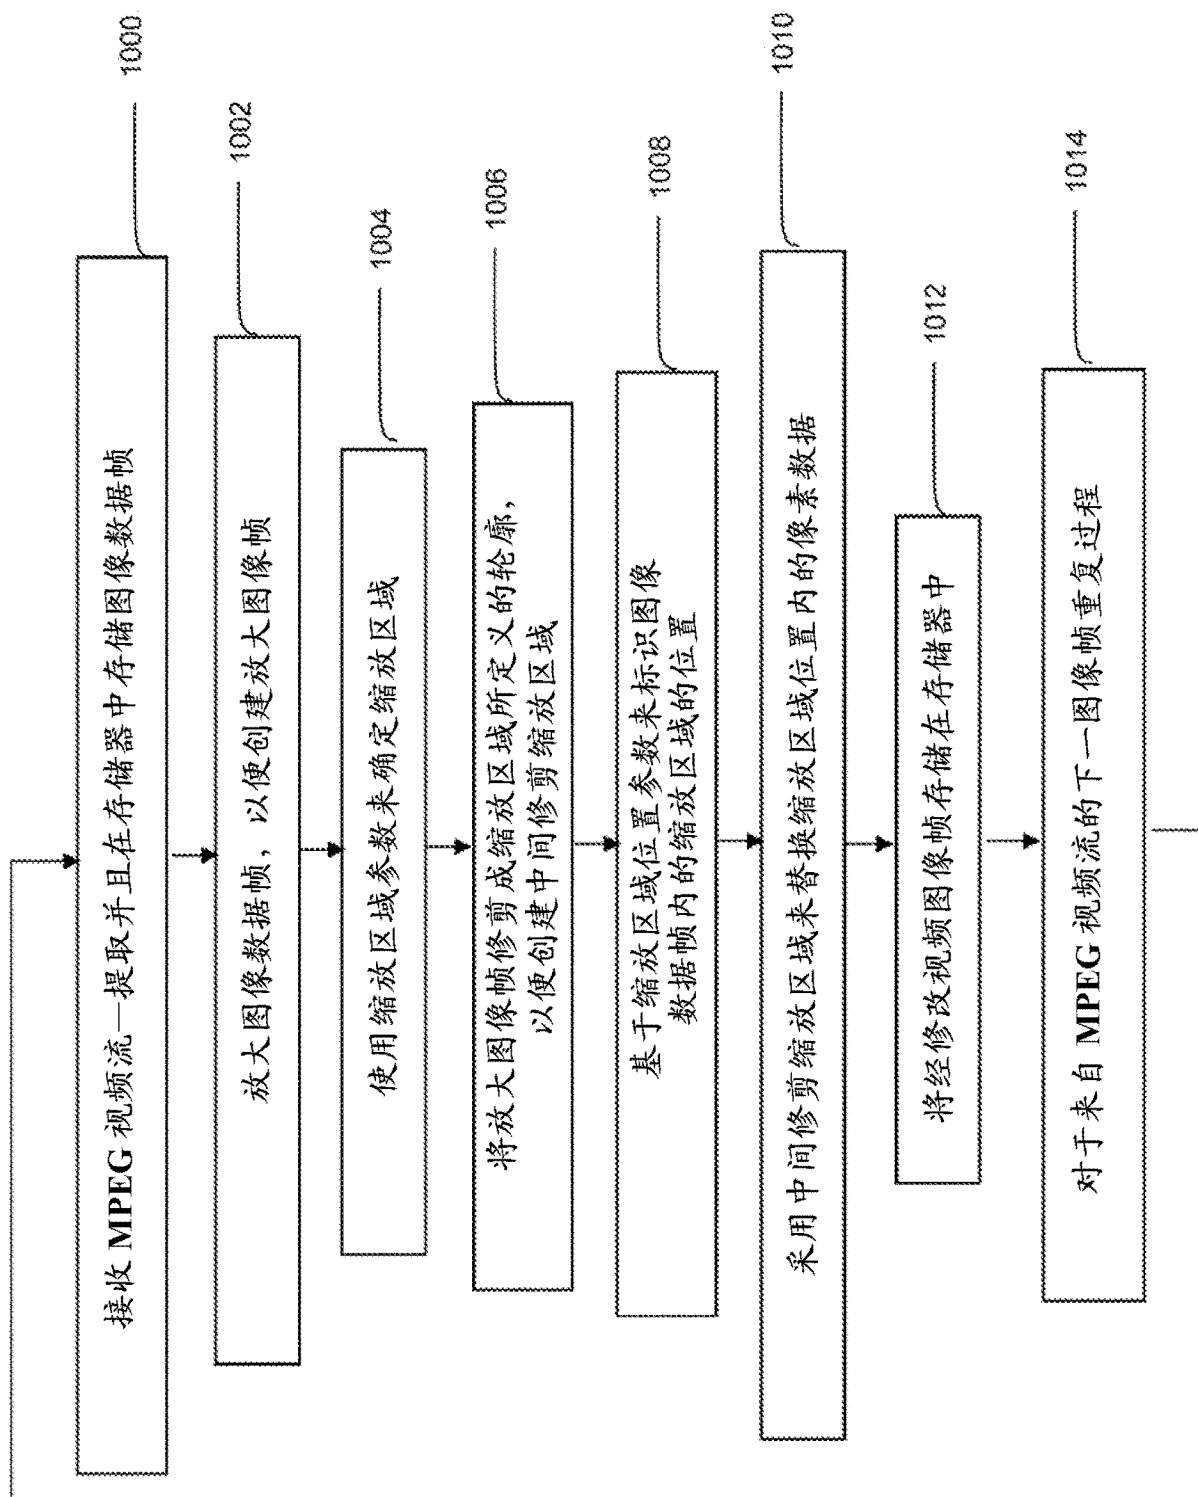 1000
接收 MPEG 视频流—提取并且在存储器中存储图像数据帧
1002
放大图像数据帧，以便创建放大图像帧
1004
使用缩放区域参数来确定缩放区域
1006
将放大图像帧修剪成缩放区域所定义的轮廓，
以便创建中间修剪缩放区域
1008
基于缩放区域位置参数来标识图像
数据帧内的缩放区域的位置
1010
采用中间修剪缩放区域来替换缩放区域位置内的像素数据
1012
将经修改视频图像帧存储在存储器中
1014
对于来自 MPEG 视频流的下一图像帧重复过程